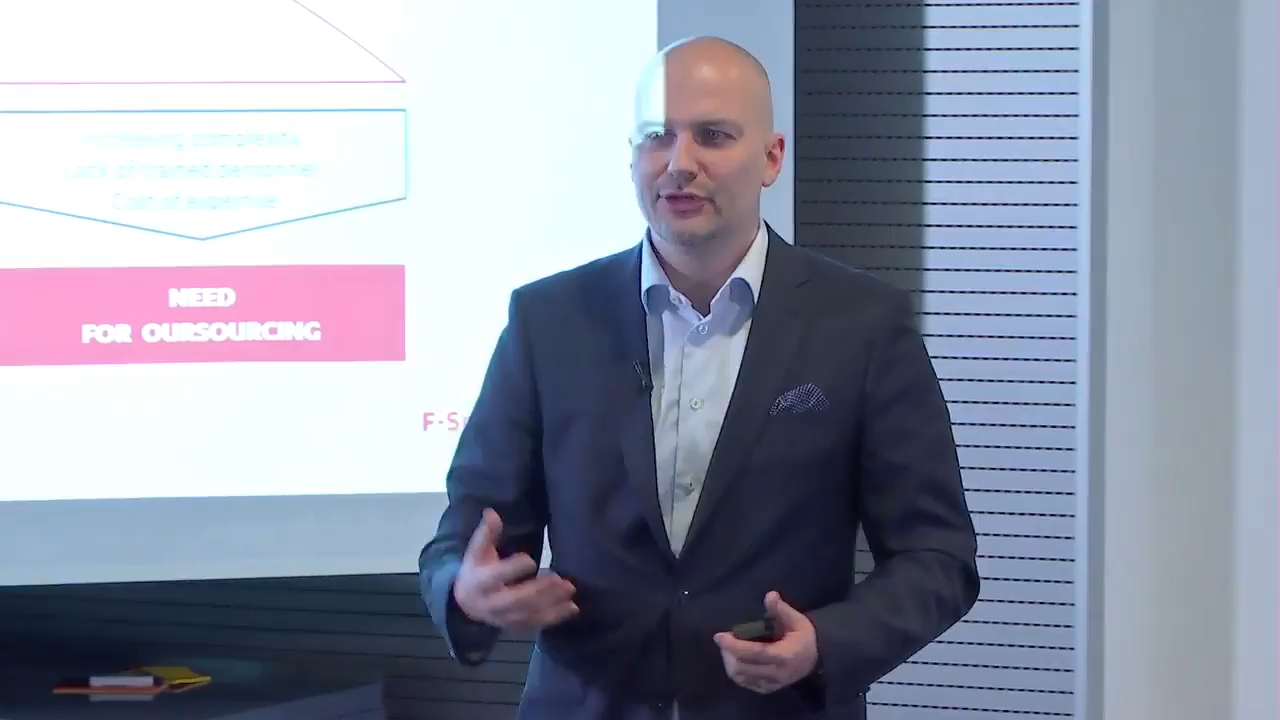 Increasing complexity
Lack of trained personnel
Cost of expertise
NEED
FOR OURSOURCING
F-S